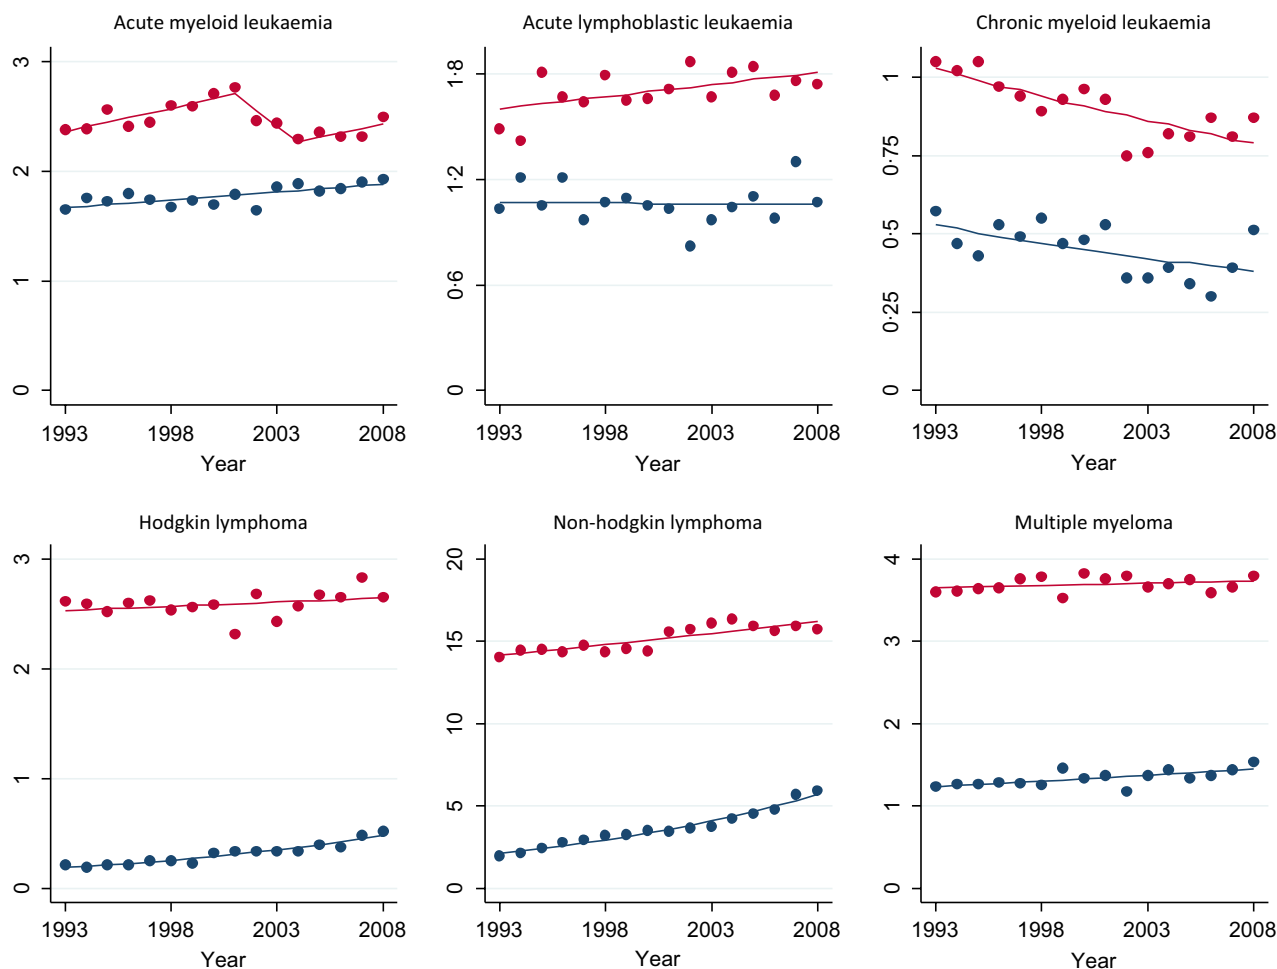 Acute myeloid leukaemia
3
2
1
0
1993 1998 2003 2008
Year
Acute lymphoblastic leukaemia
1·8
1·2
0·6
0
1993 1998 2003 2008
Year
Chronic myeloid leukaemia
1
0·75
0·5
0·25
0
1993 1998 2003 2008
Year
Hodgkin lymphoma
3
2
1
0
1993 1998 2003 2008
Year
Non-hodgkin lymphoma
20
15
10
5
0
1993 1998 2003 2008
Year
Multiple myeloma
4
3
2
1
0
1993 1998 2003 2008
Year